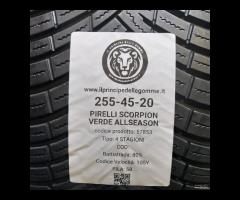 www.ilprincipedellegomme.it
255-45-20
PIRELLI SCORPION
VERDE ALLSEASON
codice prodotto: 57853
Tipo: 4 STAGIONI
DOT:
Battistrada: 80%
Codice Velocità: 105Y
FILA: 58